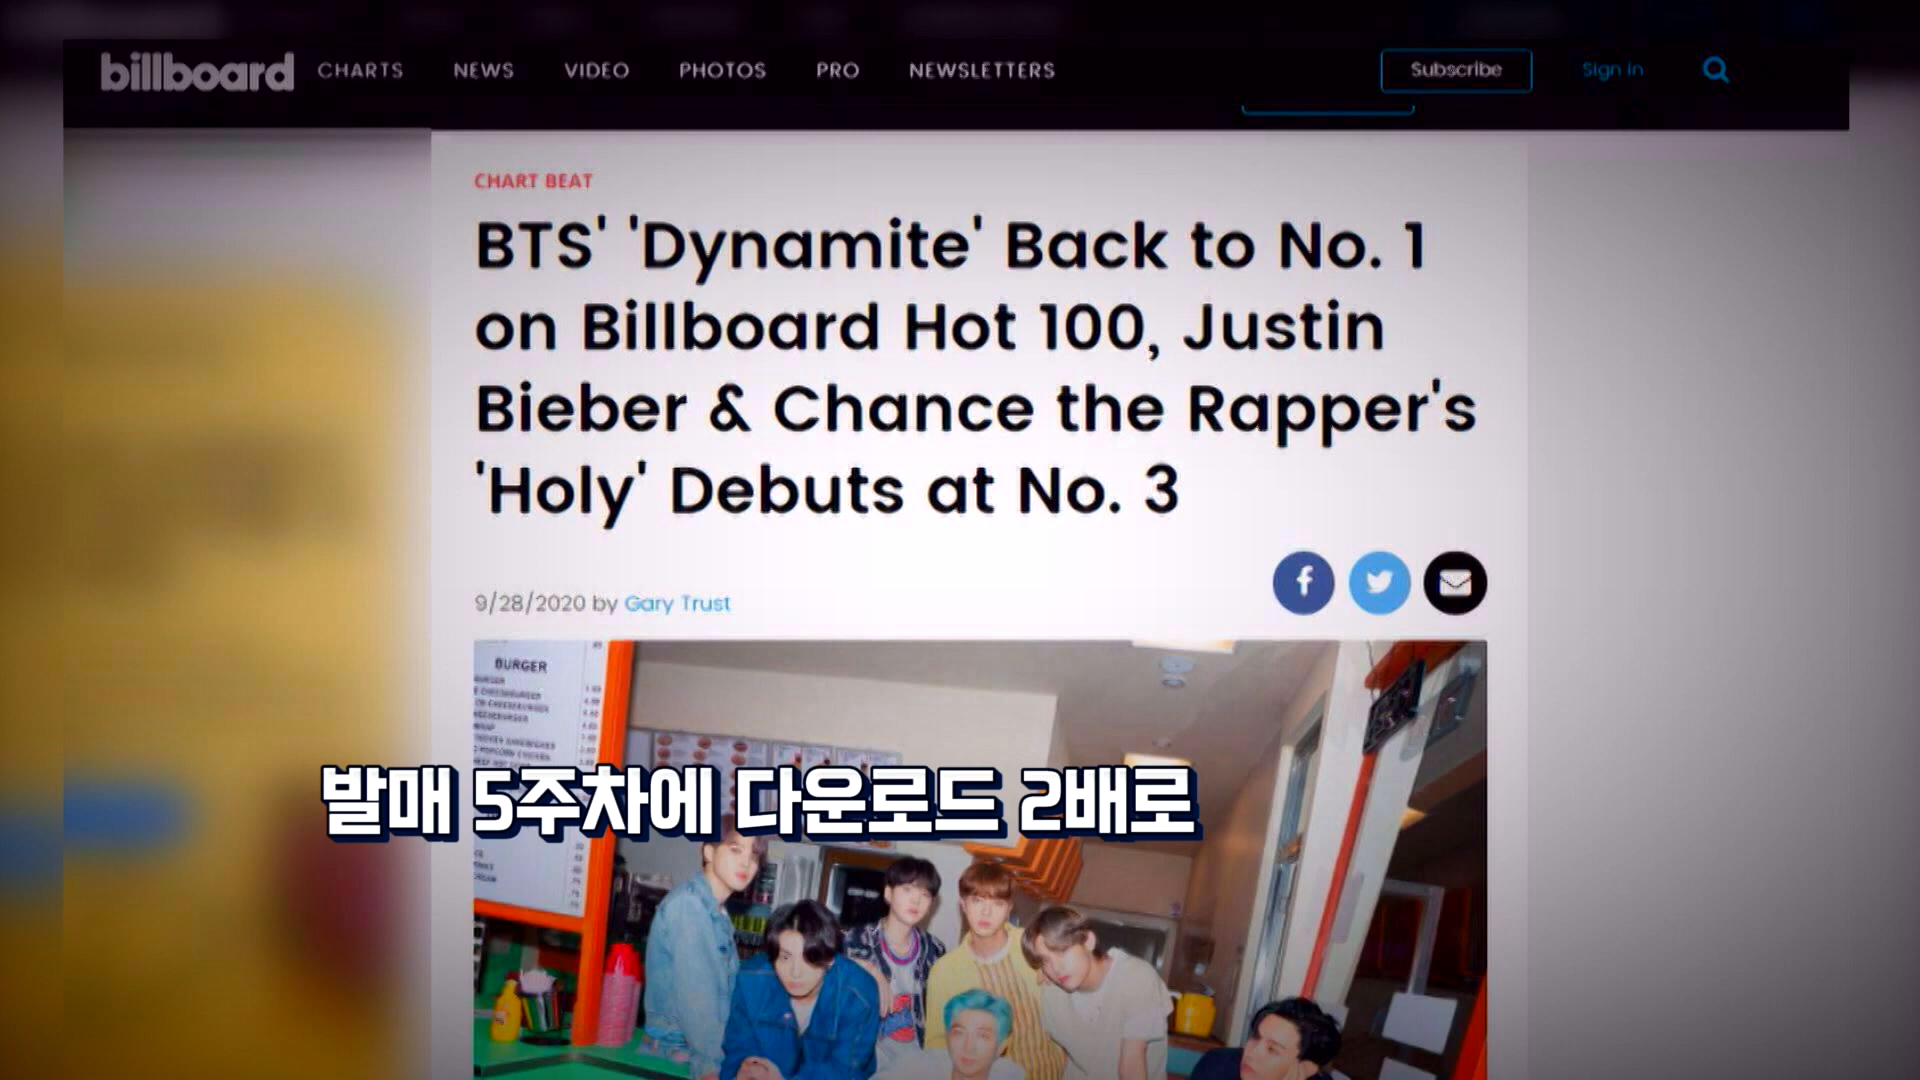 billboard CHARTS NEWS VIDEO PHOTOS PRO NEWSLETTERS Subscribe Sign in
CHART BEAT
BTS' 'Dynamite' Back to No. 1
on Billboard Hot 100, Justin
Bieber & Chance the Rapper's
'Holy' Debuts at No. 3
9/28/2020 by Gary Trust
BURGER
발매 5주차에 다운로드 2배로